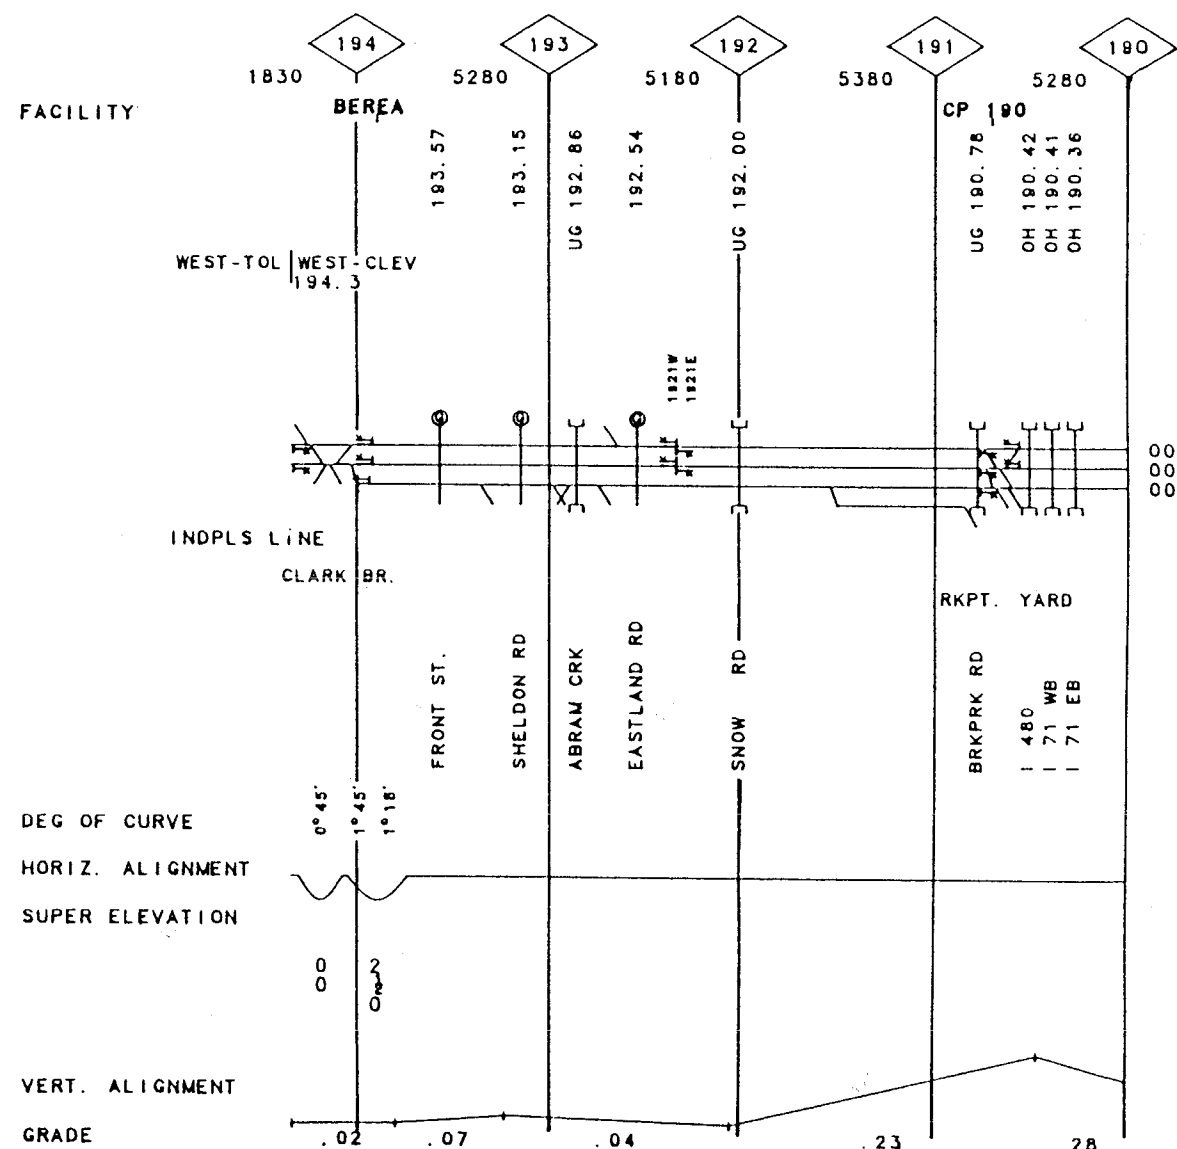 194 193 192 191 190
1830 5280 5180 5380 5280
FACILITY BEREA CP 190
193.57
193.15
UG 192.86
192.54
UG 192.00
UG 190.78
OH 190.42
OH 190.41
OH 190.36
WEST-TOL WEST-CLEV
194.3
1921W
1921E
G G G
00
00
00
INDPLS LINE
CLARK BR.
RKPT. YARD
FRONT ST.
SHELDON RD
ABRAM CRK
EASTLAND RD
SNOW RD
BRKPRK RD
I 480
I 71 WB
I 71 EB
0°45'
1°45'
1°18'
DEG OF CURVE
HORIZ. ALIGNMENT
SUPER ELEVATION
0 2
0
0
VERT. ALIGNMENT
GRADE .02 .07 .04 .23 28